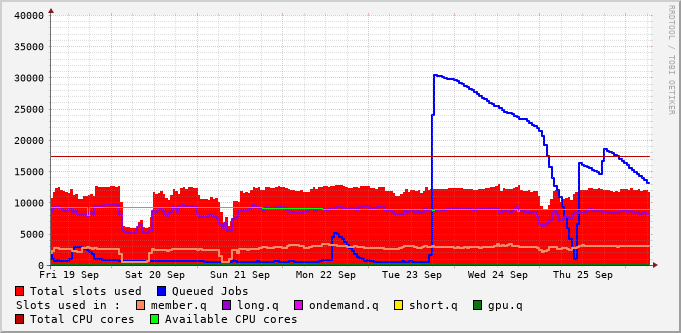 40000
35000
30000
25000
20000
15000
10000
5000
0
Fri 19 Sep Sat 20 Sep Sun 21 Sep Mon 22 Sep Tue 23 Sep Wed 24 Sep Thu 25 Sep
Total slots used Queued Jobs
Slots used in : member.q long.q ondemand.q short.q gpu.q
Total CPU cores Available CPU cores
RRDTOOL / TOBI OETIKER